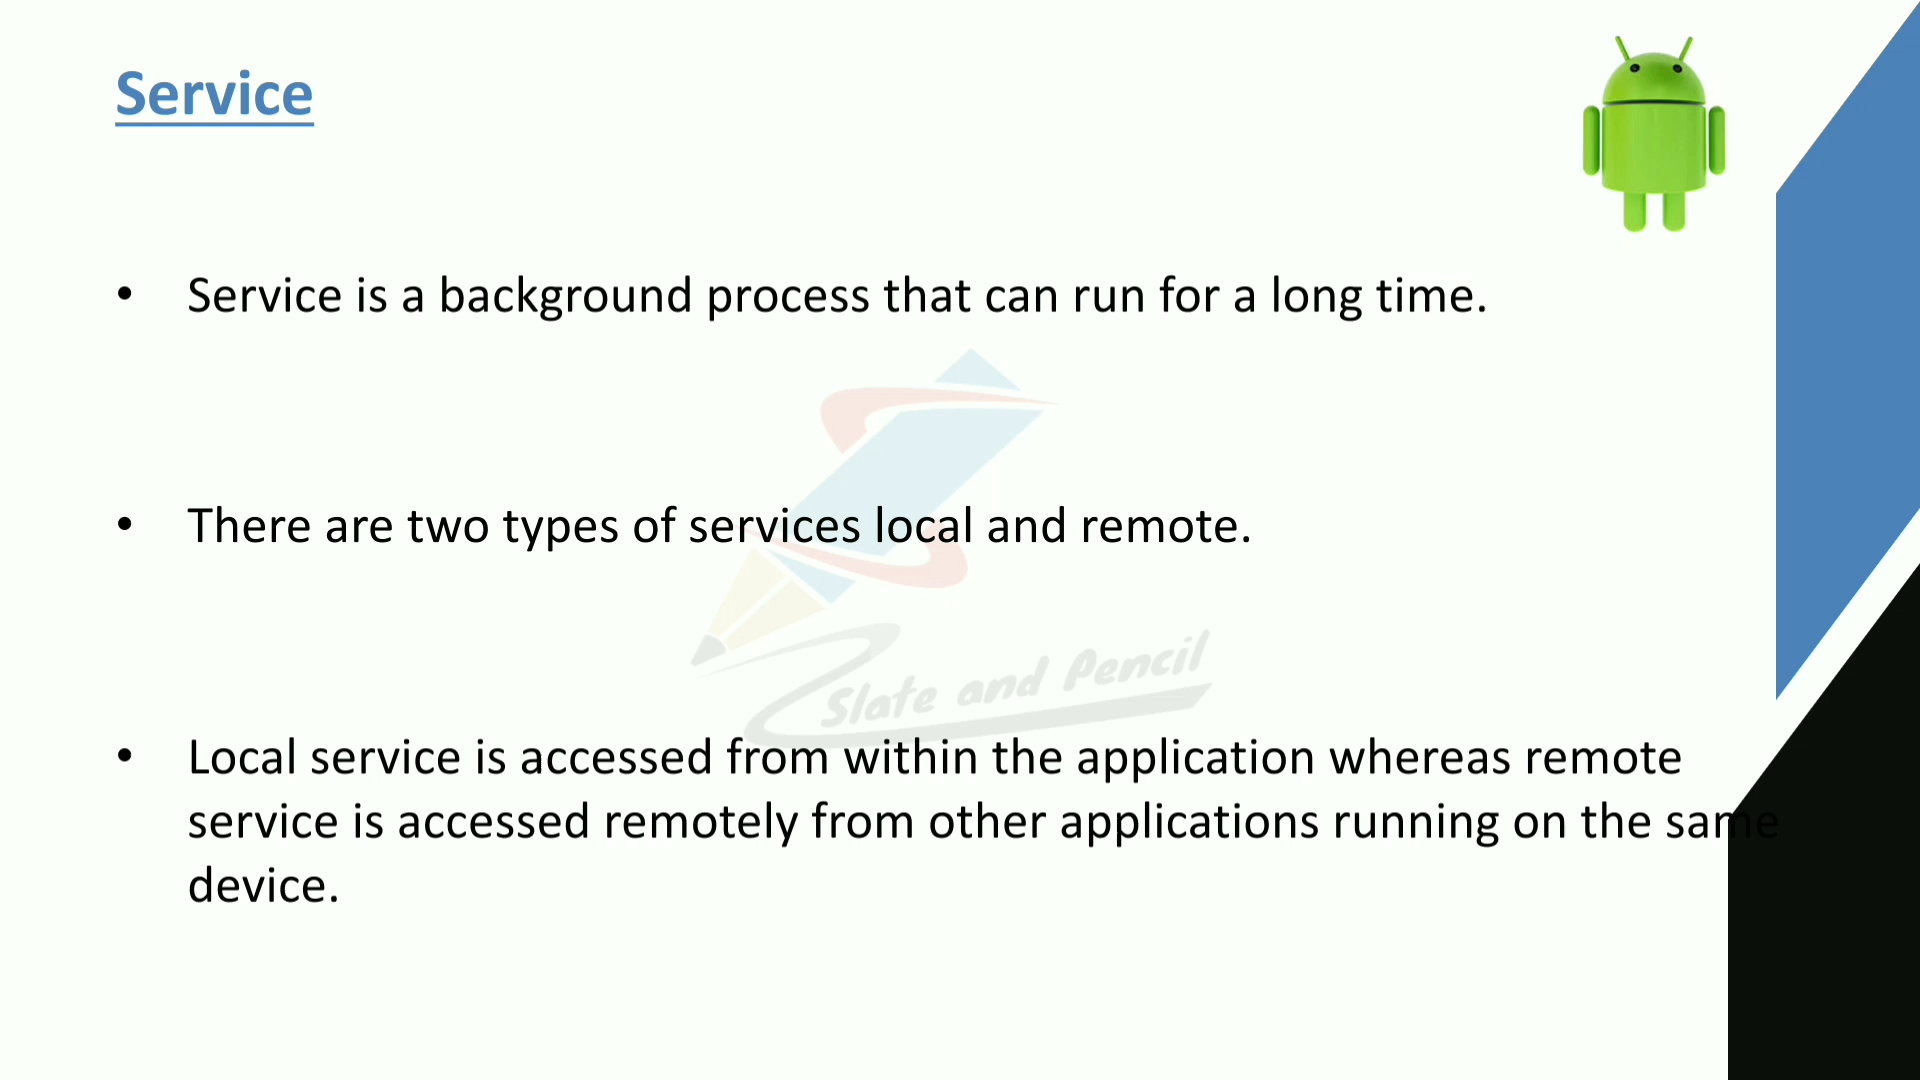 Service
• Service is a background process that can run for a long time.
• There are two types of services local and remote.
Slate and Pencil
• Local service is accessed from within the application whereas remote
service is accessed remotely from other applications running on the same
device.